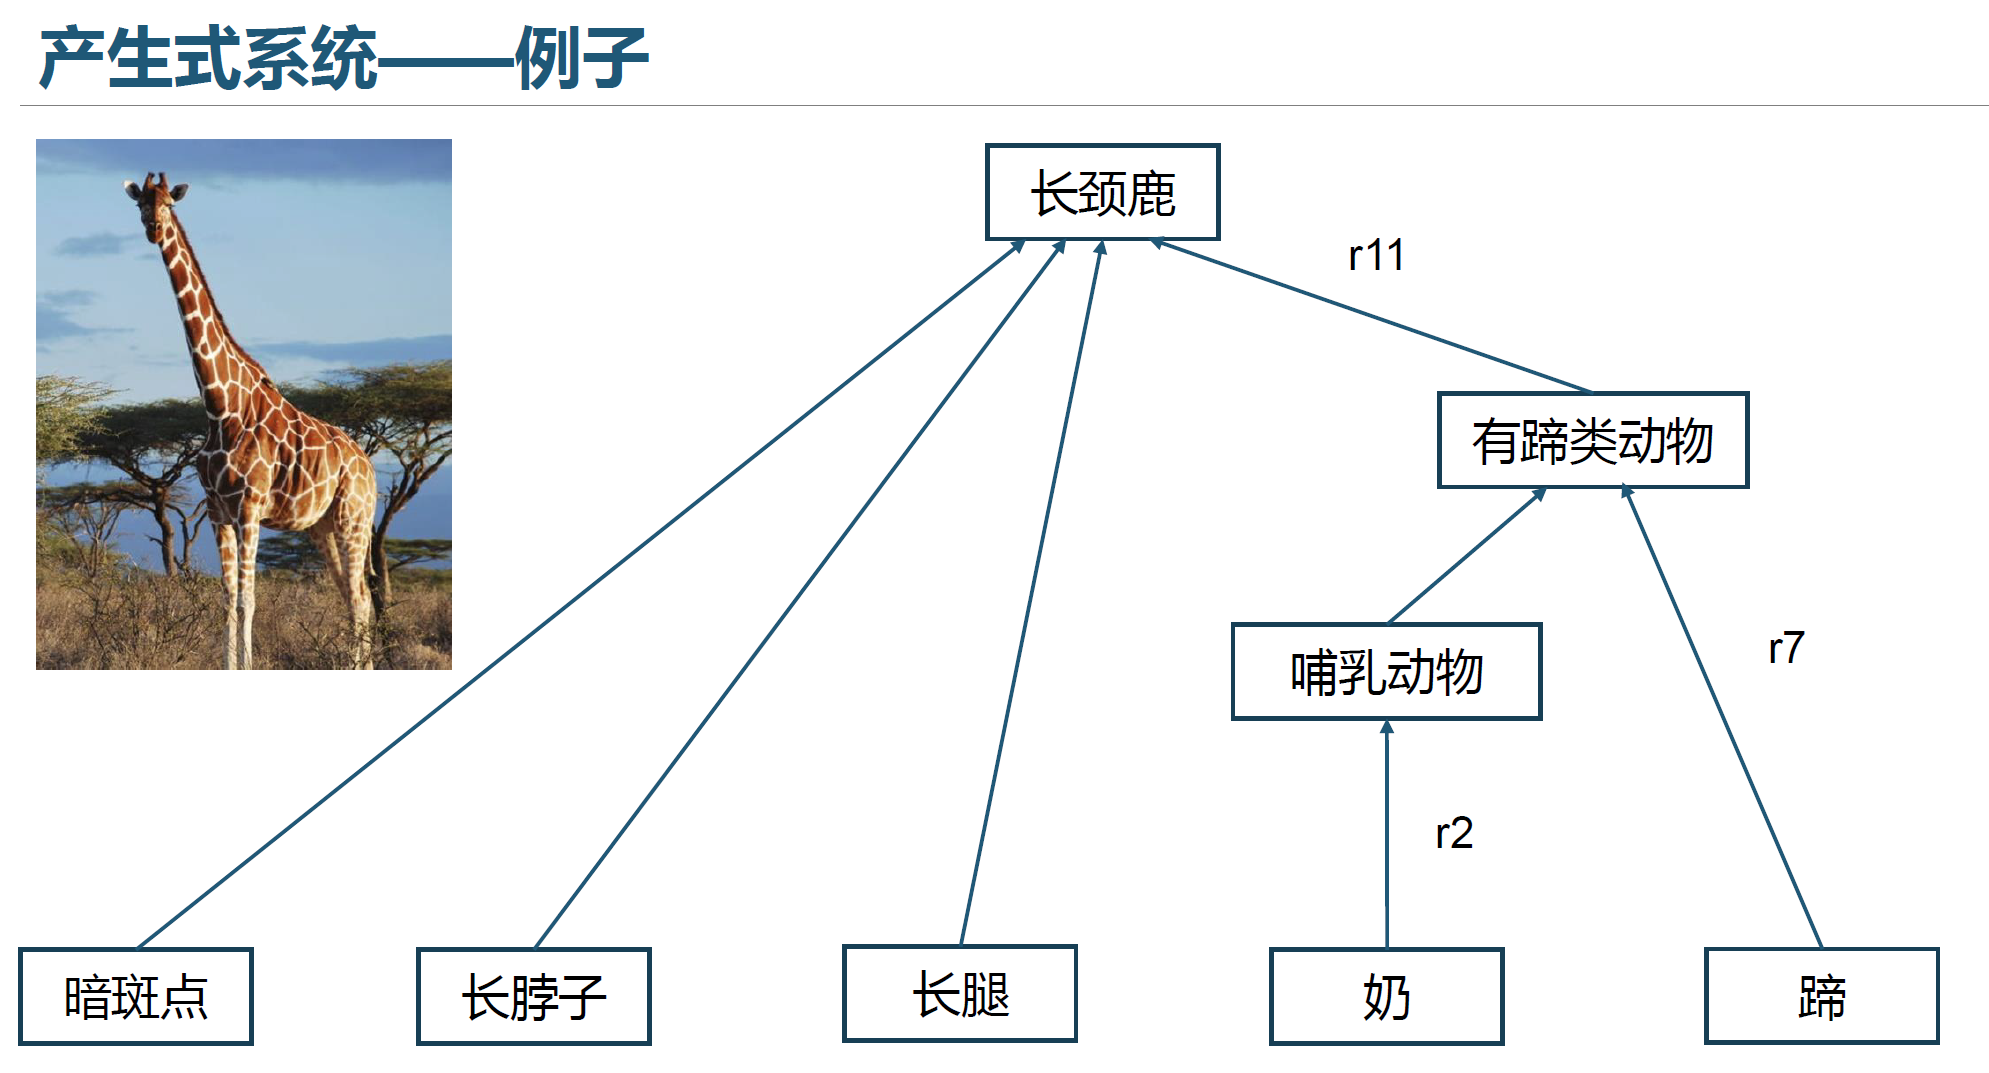 产生式系统——例子
长颈鹿
r11
有蹄类动物
哺乳动物
r7
r2
暗斑点
长脖子
长腿
奶
蹄